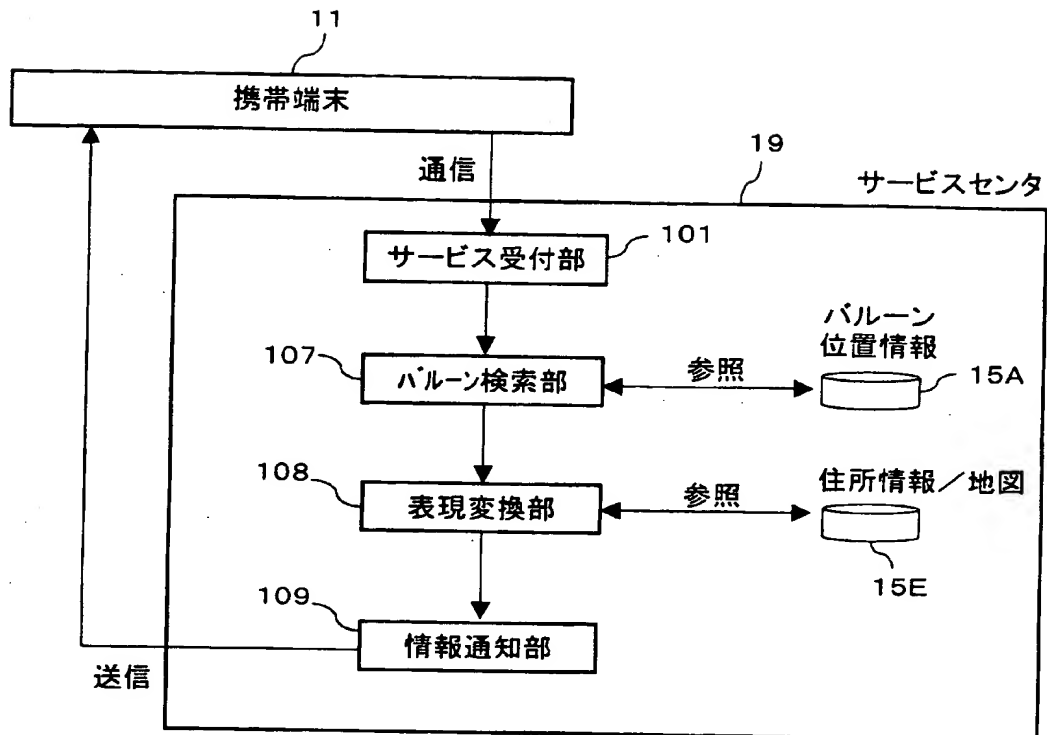 11
携帯端末
通信
19
サービスセンタ
サービス受付部
101
バルーン
位置情報
107
バルーン検索部
参照
15A
108
表現変換部
参照
住所情報／地図
15E
109
情報通知部
送信